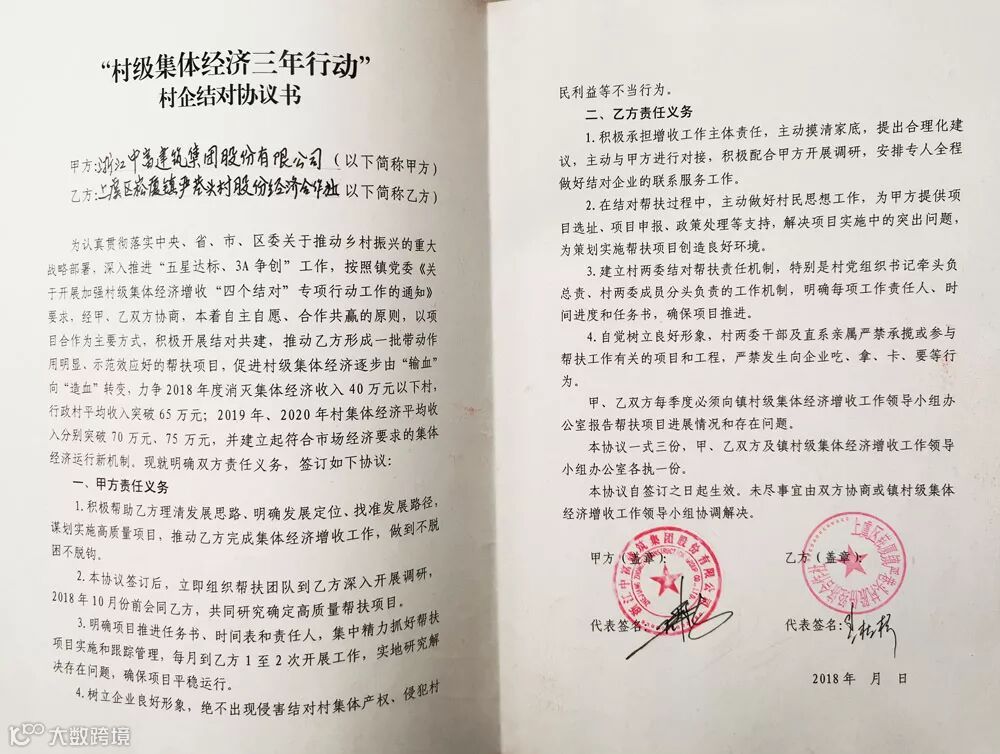 “村级集体经济三年行动”
村企结对协议书
甲方:浙江中富建筑集团股份有限公司（以下简称甲方）
乙方:上虞区崧厦镇严巷头村股份经济合作社（以下简称乙方）
为认真贯彻落实中央、省、市、区委关于推动乡村振兴的重大
战略部署，深入推进“五星达标、3A争创”工作，按照镇党委《关
于开展加强村级集体经济增收“四个结对”专项行动工作的通知》
要求，经甲、乙双方协商，本着自主自愿、合作共赢的原则，以项
目合作为主要方式，积极开展结对共建，推动乙方形成一批带动作
用明显、示范效应好的帮扶项目，促进村级集体经济逐步由“输血”
向“造血”转变，力争2018年度消灭集体经济收入40万元以下村，
行政村平均收入突破65万元；2019年、2020年村集体经济平均收
入分别突破70万元、75万元，并建立起符合市场经济要求的集体
经济运行新机制。现就明确双方责任义务，签订如下协议：
一、甲方责任义务
1.积极帮助乙方理清发展思路、明确发展定位、找准发展路径，
谋划实施高质量项目，推动乙方完成集体经济增收工作，做到不脱
困不脱钩。
2.本协议签订后，立即组织帮扶团队到乙方深入开展调研，
2018年10月份前会同乙方，共同研究确定高质量帮扶项目。
3.明确项目推进任务书、时间表和责任人，集中精力抓好帮扶
项目实施和跟踪管理，每月到乙方1至2次开展工作，实地研究解
决存在问题，确保项目平稳运行。
4.树立企业良好形象，绝不出现侵害结对村集体产权、侵犯村
民利益等不当行为。
二、乙方责任义务
1.积极承担增收工作主体责任，主动摸清家底，提出合理化建
议，主动与甲方进行对接，积极配合甲方开展调研，安排专人全程
做好结对企业的联系服务工作。
2.在结对帮扶过程中，主动做好村民思想工作，为甲方提供项
目选址、项目申报、政策处理等支持，解决项目实施中的突出问题，
为策划实施帮扶项目创造良好环境。
3.建立村两委结对帮扶责任机制，特别是村党组织书记牵头负
总责、村两委成员分头负责的工作机制，明确每项工作责任人、时
间进度和任务书，确保项目推进。
4.自觉树立良好形象，村两委干部及直系亲属严禁承揽或参与
帮扶工作有关的项目和工程，严禁发生向企业吃、拿、卡、要等行
为。
甲、乙双方每季度必须向镇村级集体经济增收工作领导小组办
公室报告帮扶项目进展情况和存在问题。
本协议一式三份，甲、乙双方及镇村级集体经济增收工作领导
小组办公室各执一份。
本协议自签订之日起生效。未尽事宜由双方协商或镇村级集体
经济增收工作领导小组协调解决。
甲方（盖章）： 乙方（盖章）：
浙江中富建筑集团股份有限公司
上虞区崧厦镇严巷头村股份经济合作社
代表签名： 代表签名：
2018年 月 日
大数跨境